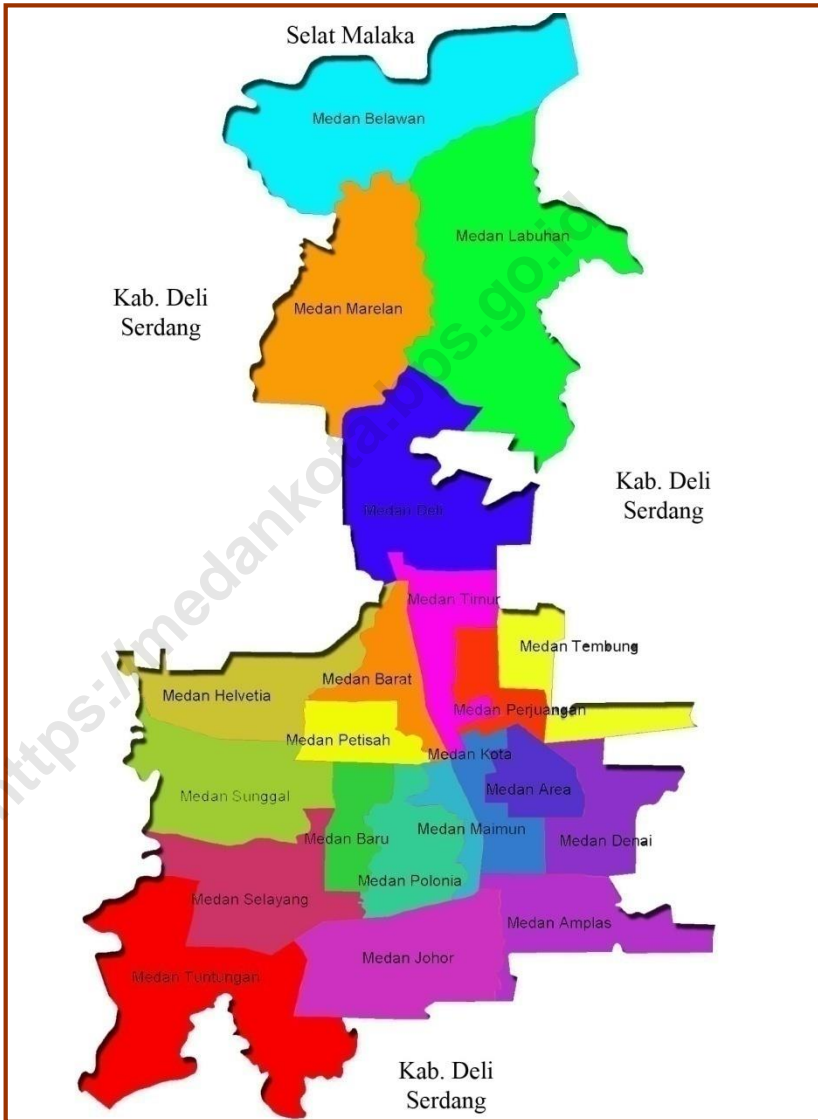 Selat Malaka
Medan Belawan
Medan Labuhan
Kab. Deli
Serdang
Medan Marelan
Kab. Deli
Serdang
Medan Deli
Medan Timur
Medan Tembung
Medan Barat
Medan Helvetia
Medan Perjuangan
Medan Petisah
Medan Kota
Medan Area
Medan Sunggal
Medan Maimun
Medan Baru
Medan Denai
Medan Polonia
Medan Selayang
Medan Amplas
Medan Johor
Medan Tuntungan
Kab. Deli
Serdang
https://medankota.bps.go.id